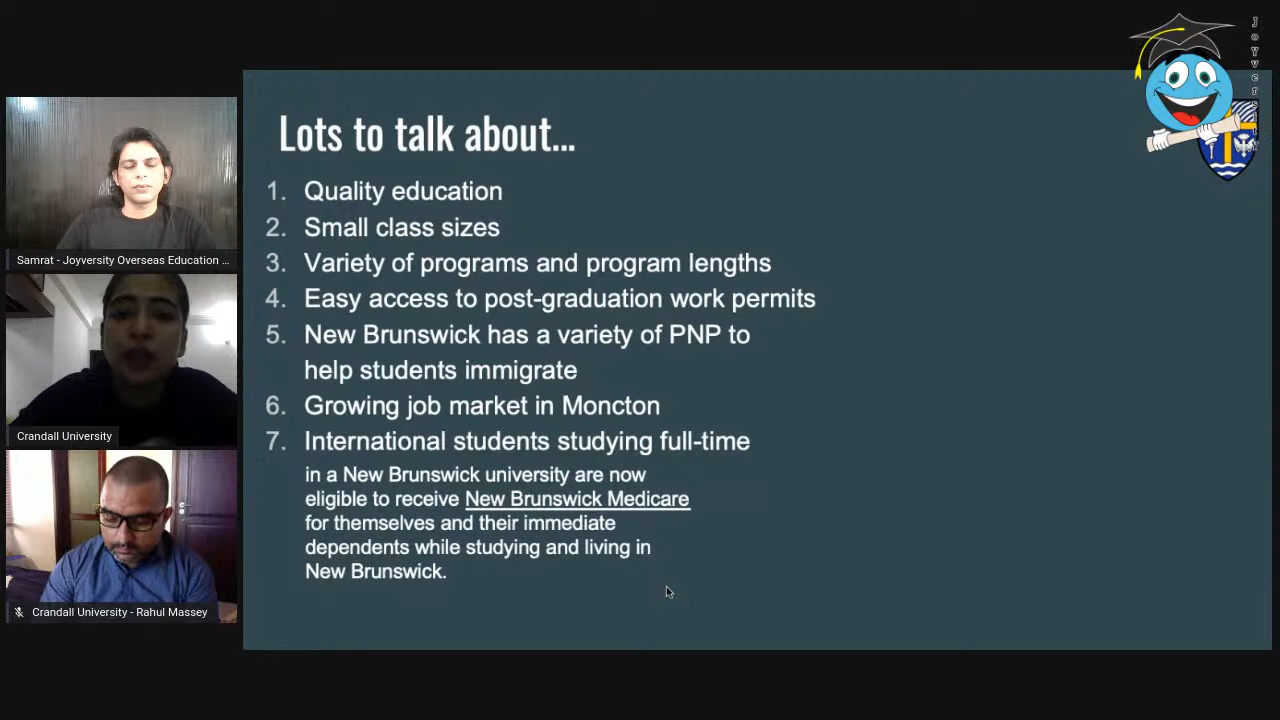 Lots to talk about...
1. Quality education
2. Small class sizes
3. Variety of programs and program lengths
4. Easy access to post-graduation work permits
5. New Brunswick has a variety of PNP to
help students immigrate
6. Growing job market in Moncton
7. International students studying full-time
in a New Brunswick university are now
eligible to receive New Brunswick Medicare
for themselves and their immediate
dependents while studying and living in
New Brunswick.
Samrat - Joyversity Overseas Education ...
Crandall University
Crandall University - Rahul Massey
Joyversity